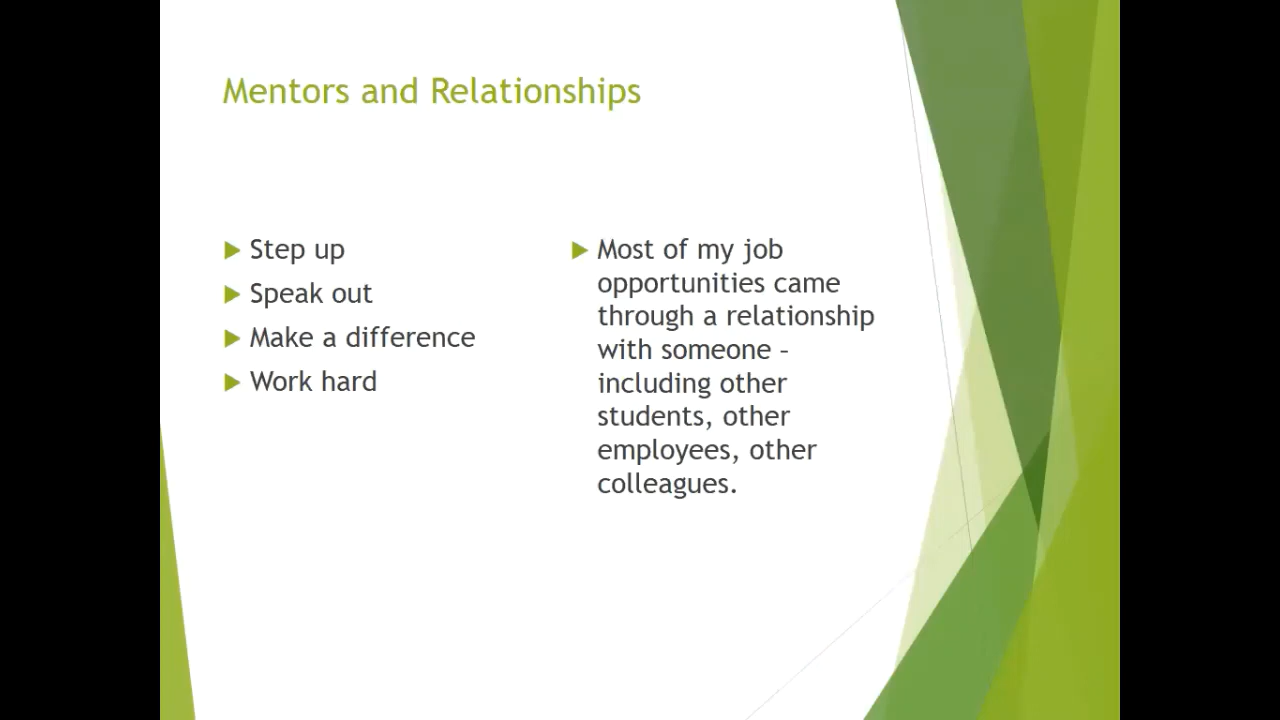 Mentors and Relationships
Step up
Speak out
Make a difference
Work hard
Most of my job
opportunities came
through a relationship
with someone –
including other
students, other
employees, other
colleagues.